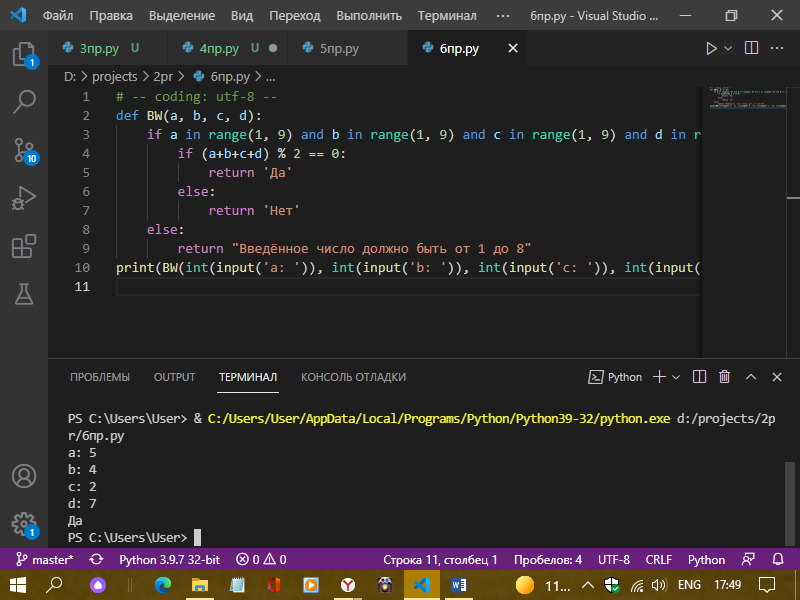 Файл Правка Выделение Вид Переход Выполнить Терминал ··· 6пр.py - Visual Studio ...
3пр.py U 4пр.py U ● 5пр.py 6пр.py
D: > projects > 2pr > 6пр.py > ...
1 # -- coding: utf-8 --
2 def BW(a, b, c, d):
3 if a in range(1, 9) and b in range(1, 9) and c in range(1, 9) and d in r
4 if (a+b+c+d) % 2 == 0:
5 return 'Да'
6 else:
7 return 'Нет'
8 else:
9 return "Введённое число должно быть от 1 до 8"
10 print(BW(int(input('a: ')), int(input('b: ')), int(input('c: ')), int(input(
11
1
10
1
ПРОБЛЕМЫ OUTPUT ТЕРМИНАЛ КОНСОЛЬ ОТЛАДКИ Python
PS C:\Users\User> & C:/Users/User/AppData/Local/Programs/Python/Python39-32/python.exe d:/projects/2p
r/6пр.py
a: 5
b: 4
c: 2
d: 7
Да
PS C:\Users\User>
master* Python 3.9.7 32-bit 0 0 Строка 11, столбец 1 Пробелов: 4 UTF-8 CRLF Python
11... ENG 17:49